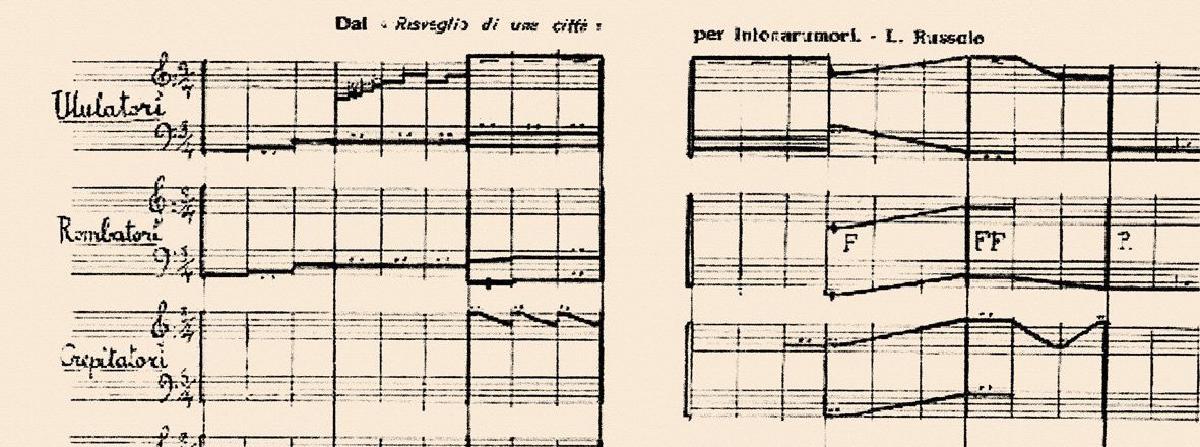 Dal « Risveglio di una città »
per Intonarumori. - L. Russolo
Ululatori
Rombatori
F
FF
P.
Crepitatori